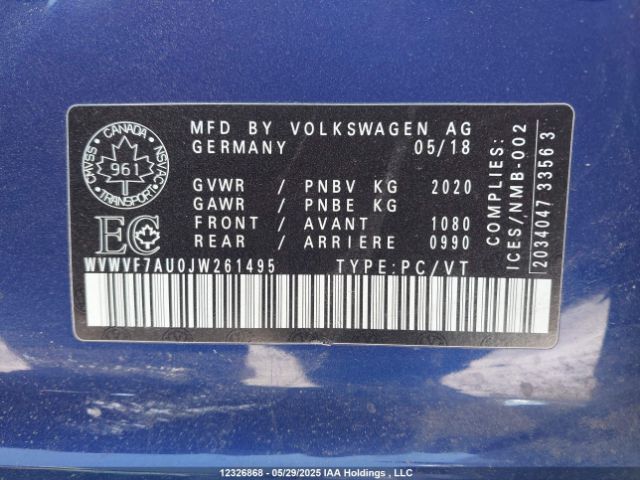 CANADA
CMVSS NSVAC
961
TRANSPORT
EC
MFD BY VOLKSWAGEN AG
GERMANY 05/18
GVWR / PNBV KG 2020
GAWR / PNBE KG
FRONT / AVANT 1080
REAR / ARRIERE 0990
WVWVF7AU0JW261495 TYPE:PC/VT
COMPLIES:
ICES/NMB-002
2034047 3356 3
12326868 - 05/29/2025 IAA Holdings , LLC